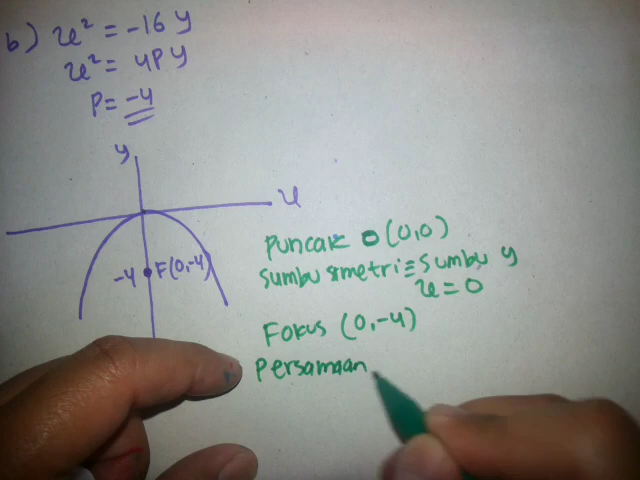 b) x² = -16 y
x² = 4P y
P = -4
y
x
-4 F(0,-4)
Puncak O(0,0)
Sumbu simetri = Sumbu y
x = 0
Fokus (0,-4)
Persamaan